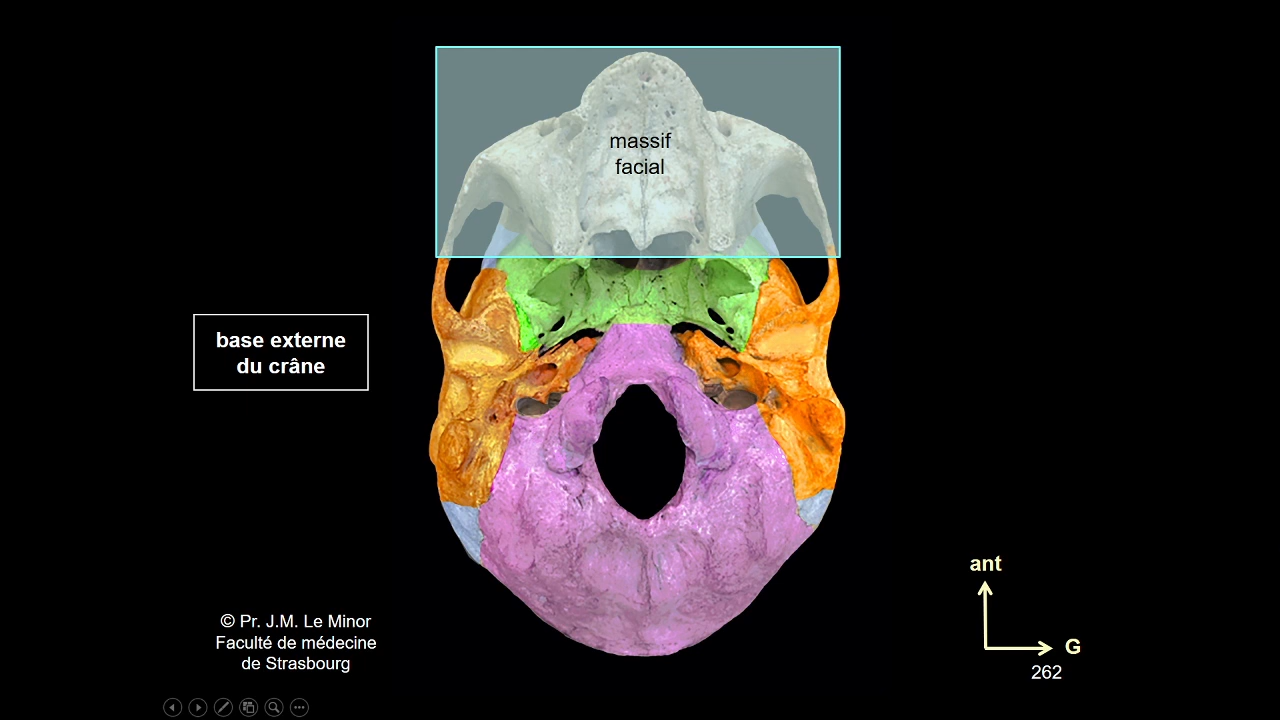 massif
facial
base externe
du crâne
© Pr. J.M. Le Minor
Faculté de médecine
de Strasbourg
ant
G
262